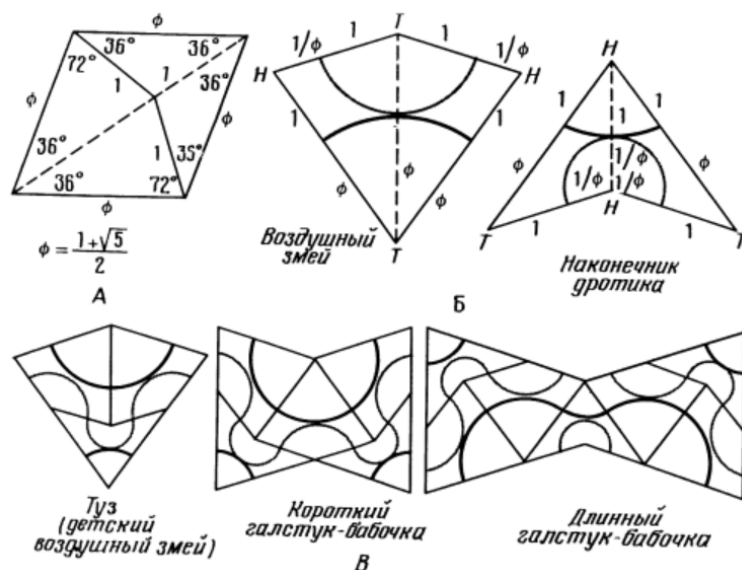 ϕ
36° 36°
72° 1 1 36°
ϕ ϕ
36° 1 35°
36° 72°
ϕ
ϕ = 1+√5 / 2
А
T
1/ϕ 1 1 1/ϕ
H H
1 1
ϕ ϕ ϕ
T
Воздушный
змей
H
1 1 1
ϕ ϕ
1/ϕ 1/ϕ
1/ϕ
H
T 1 1 T
Наконечник
дротика
Б
Туз
(детский
воздушный змей)
Короткий
галстук-бабочка
Длинный
галстук-бабочка
В